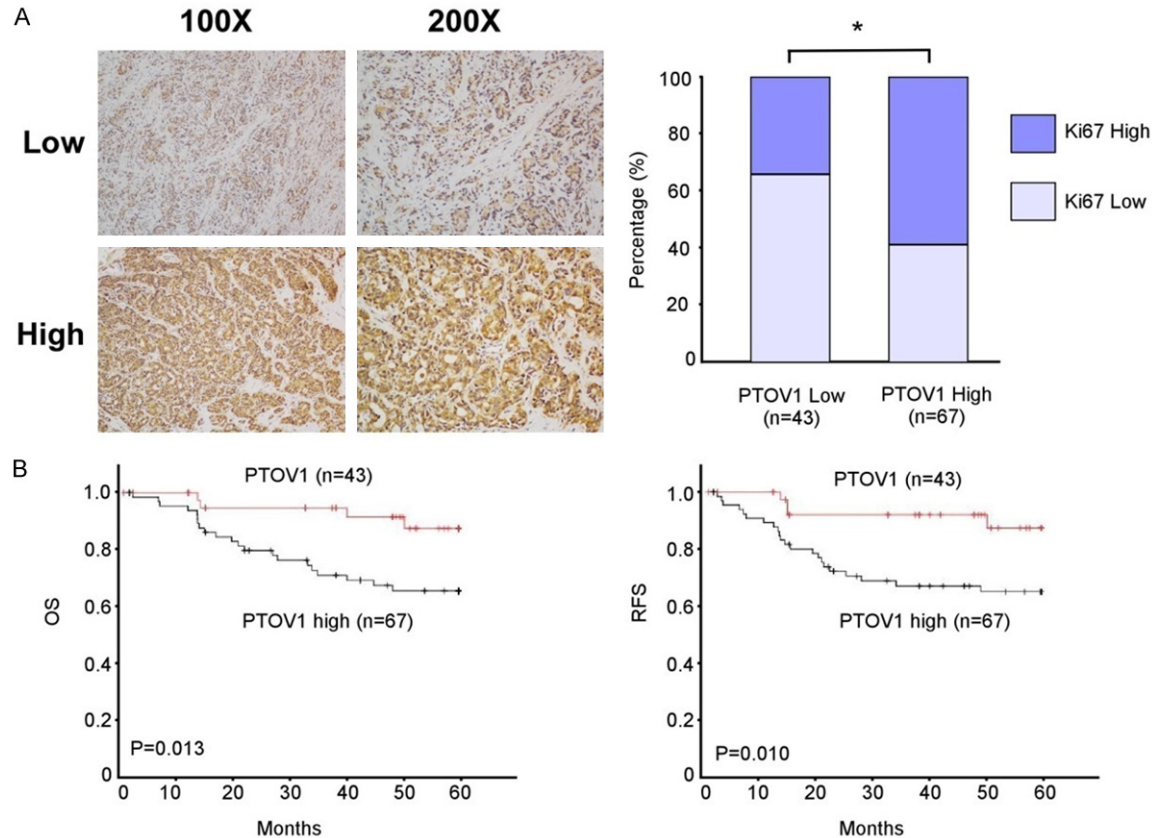 A
100X
200X
Low
High
*
Percentage (%)
100
80
60
40
20
0
PTOV1 Low
(n=43)
PTOV1 High
(n=67)
Ki67 High
Ki67 Low
B
OS
1.0
0.8
0.6
0.4
0.2
0
PTOV1 (n=43)
PTOV1 high (n=67)
P=0.013
0 10 20 30 40 50 60
Months
RFS
1.0
0.8
0.6
0.4
0.2
0
PTOV1 (n=43)
PTOV1 high (n=67)
P=0.010
0 10 20 30 40 50 60
Months